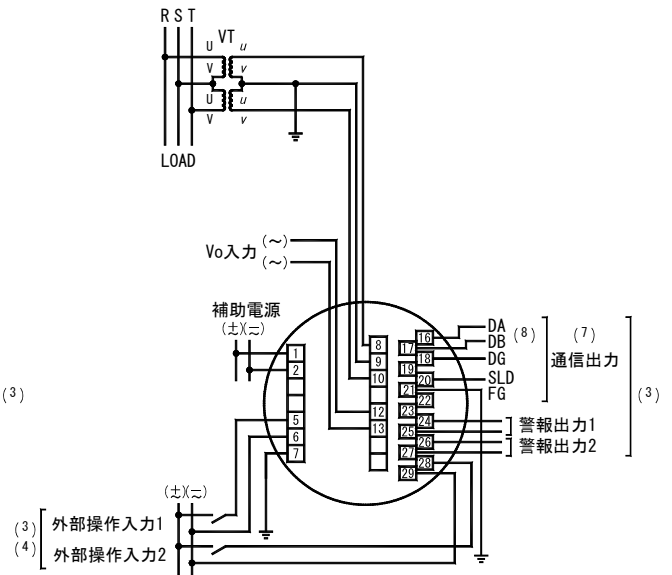 R S T
VT
U u
V v
U u
V v
LOAD
Vo入力 (～)
(～)
補助電源
(±)(=)
1
2
5
6
7
8
9
10
12
13
16
17
18
19
20
21
22
23
24
25
26
27
28
29
DA
DB
DG
SLD
FG
(8)
(7)
通信出力
(3)
(3)
警報出力1
警報出力2
(±)(=)
(3)
(4)
外部操作入力1
外部操作入力2